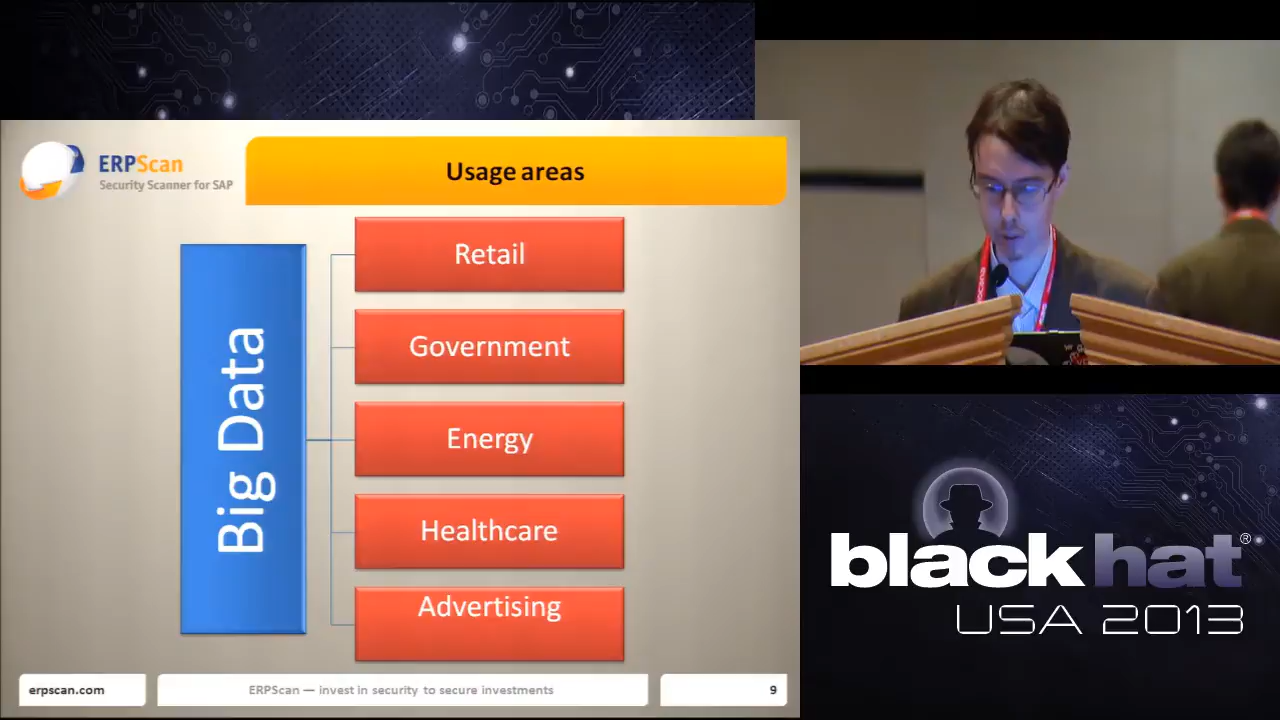 ERPScan
Security Scanner for SAP
Usage areas
Big Data
Retail
Government
Energy
Healthcare
Advertising
erpscan.com
ERPScan — invest in security to secure investments
9
black hat®
USA 2013